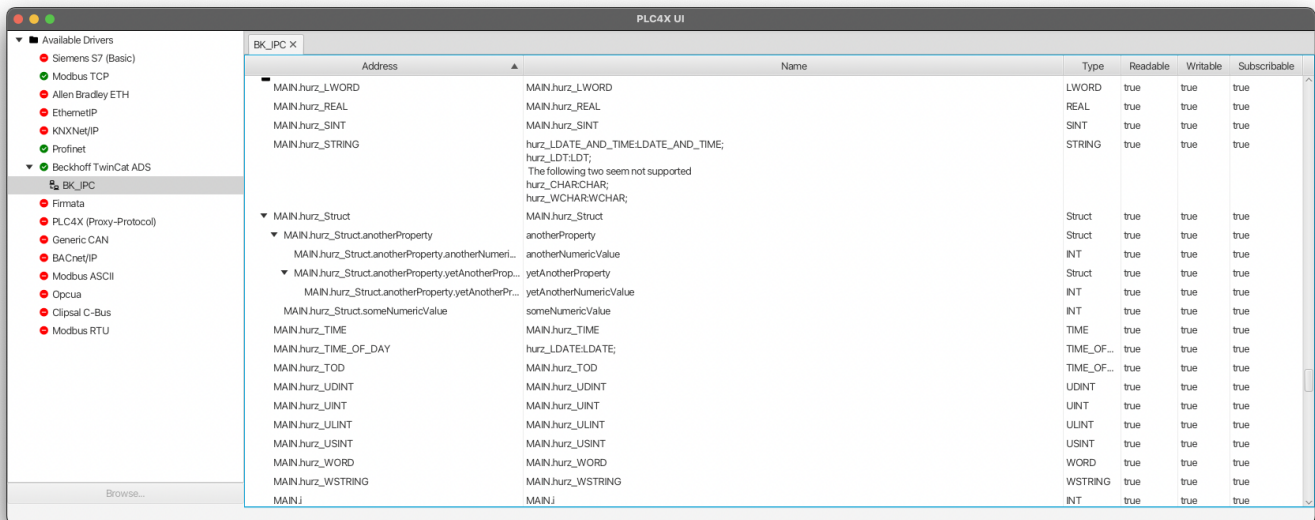 PLC4X UI
Available Drivers
Siemens S7 (Basic)
Modbus TCP
Allen Bradley ETH
EthernetIP
KNXNet/IP
Profinet
Beckhoff TwinCat ADS
BK_IPC
Firmata
PLC4X (Proxy-Protocol)
Generic CAN
BACnet/IP
Modbus ASCII
Opcua
Clipsal C-Bus
Modbus RTU
Browse...
BK_IPC ×
Address Name Type Readable Writable Subscribable
MAIN.hurz_LWORD MAIN.hurz_LWORD LWORD true true true
MAIN.hurz_REAL MAIN.hurz_REAL REAL true true true
MAIN.hurz_SINT MAIN.hurz_SINT SINT true true true
MAIN.hurz_STRING hurz_LDATE_AND_TIME:LDATE_AND_TIME; STRING true true true
hurz_LDT:LDT;
The following two seem not supported
hurz_CHAR:CHAR;
hurz_WCHAR:WCHAR;
MAIN.hurz_Struct MAIN.hurz_Struct Struct true true true
MAIN.hurz_Struct.anotherProperty anotherProperty Struct true true true
MAIN.hurz_Struct.anotherProperty.anotherNumeri... anotherNumericValue INT true true true
MAIN.hurz_Struct.anotherProperty.yetAnotherProp... yetAnotherProperty Struct true true true
MAIN.hurz_Struct.anotherProperty.yetAnotherPr... yetAnotherNumericValue INT true true true
MAIN.hurz_Struct.someNumericValue someNumericValue INT true true true
MAIN.hurz_TIME MAIN.hurz_TIME TIME true true true
MAIN.hurz_TIME_OF_DAY hurz_LDATE:LDATE; TIME_OF... true true true
MAIN.hurz_TOD MAIN.hurz_TOD TIME_OF... true true true
MAIN.hurz_UDINT MAIN.hurz_UDINT UDINT true true true
MAIN.hurz_UINT MAIN.hurz_UINT UINT true true true
MAIN.hurz_ULINT MAIN.hurz_ULINT ULINT true true true
MAIN.hurz_USINT MAIN.hurz_USINT USINT true true true
MAIN.hurz_WORD MAIN.hurz_WORD WORD true true true
MAIN.hurz_WSTRING MAIN.hurz_WSTRING WSTRING true true true
MAIN.i MAIN.i INT true true true